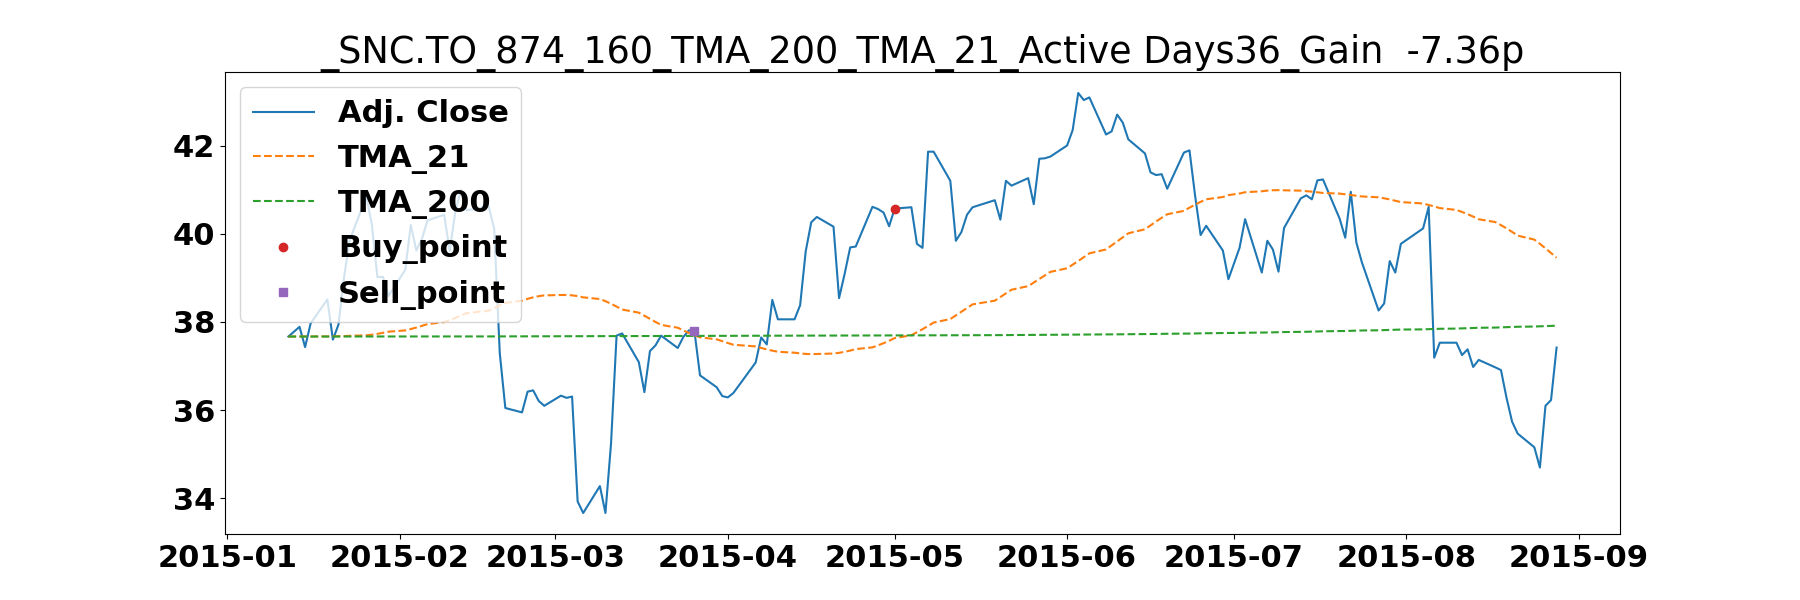 _SNC.TO_874_160_TMA_200_TMA_21_Active Days36_Gain  -7.36p
Adj. Close
TMA_21
TMA_200
Buy_point
Sell_point
42
40
38
36
34
2015-01 2015-02 2015-03 2015-04 2015-05 2015-06 2015-07 2015-08 2015-09